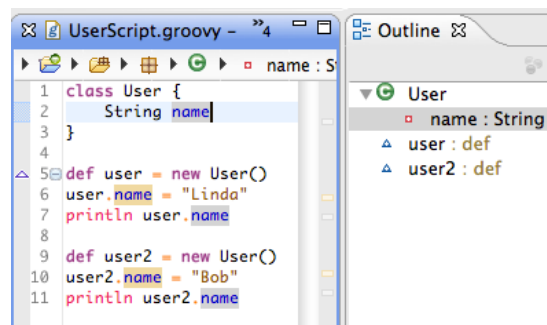 UserScript.groovy – »4
name : S
1 class User {
2 String name
3 }
4
5 def user = new User()
6 user.name = "Linda"
7 println user.name
8
9 def user2 = new User()
10 user2.name = "Bob"
11 println user2.name
Outline
User
name : String
user : def
user2 : def